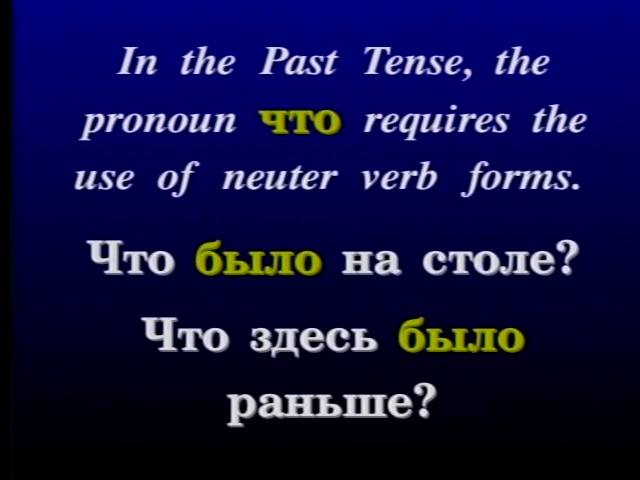 In the Past Tense, the
pronoun что requires the
use of neuter verb forms.
Что было на столе?
Что здесь было
раньше?